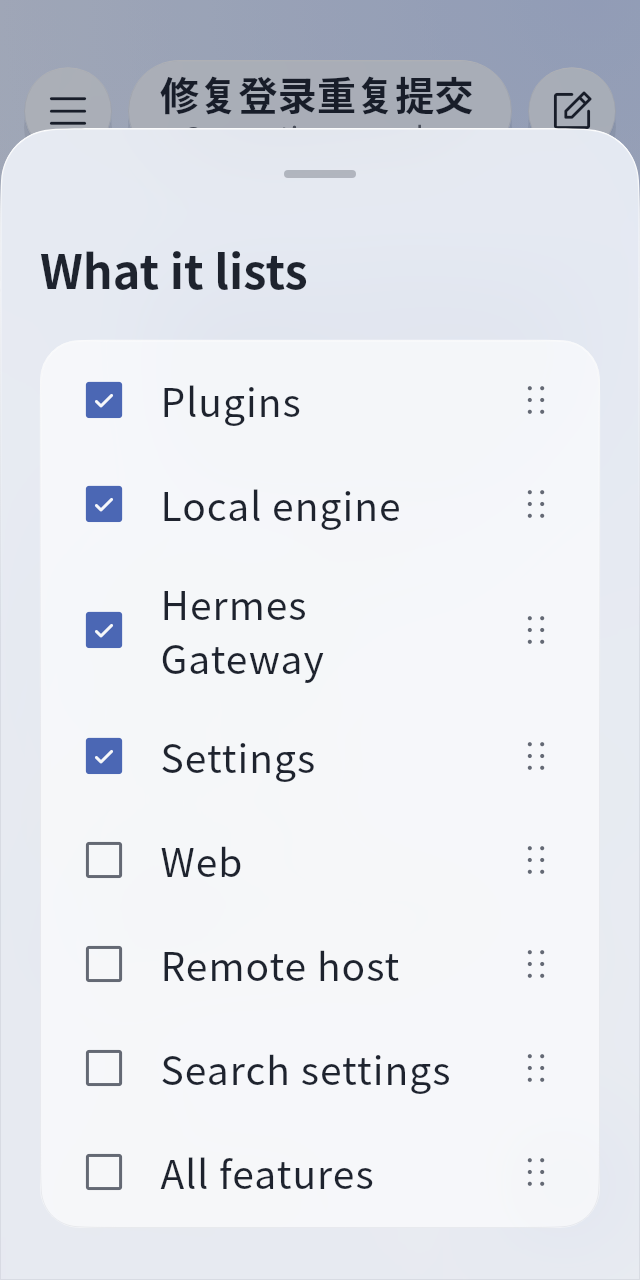 修复登录重复提交
What it lists
Plugins
Local engine
Hermes
Gateway
Settings
Web
Remote host
Search settings
All features